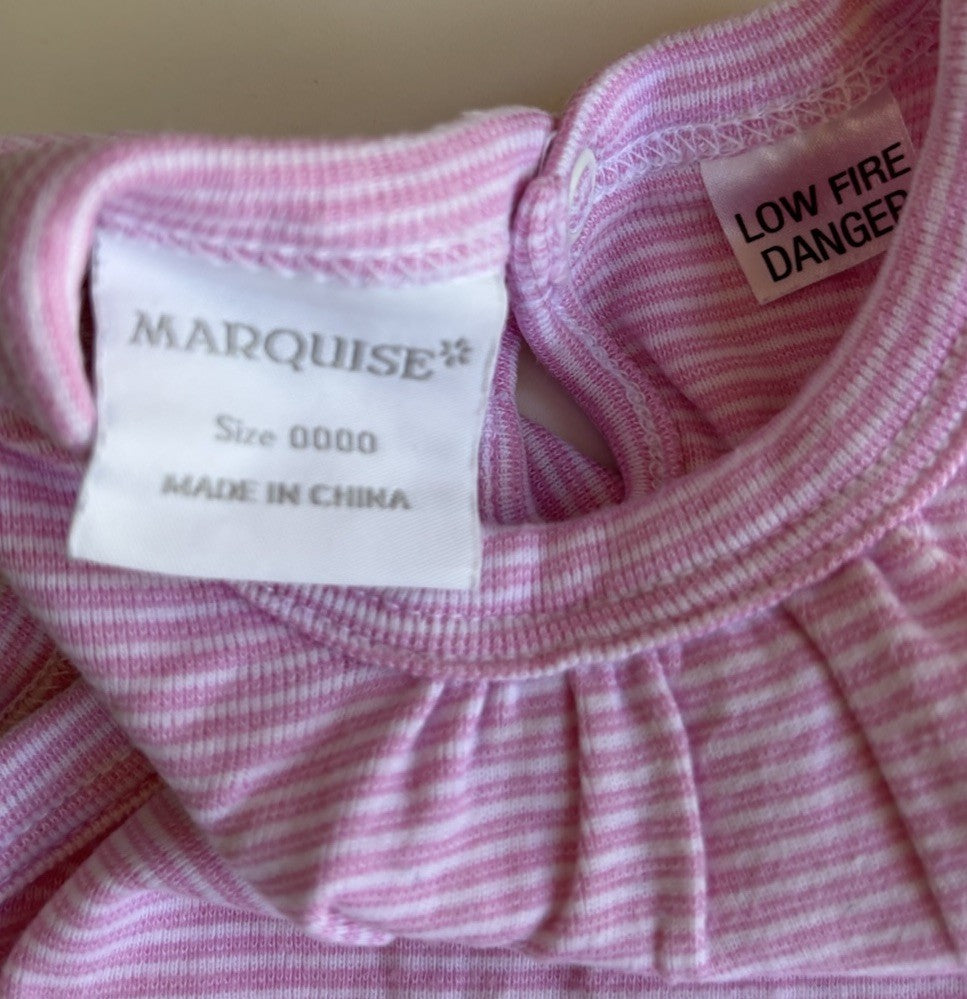 MARQUISE
Size 0000
MADE IN CHINA
LOW FIRE
DANGER